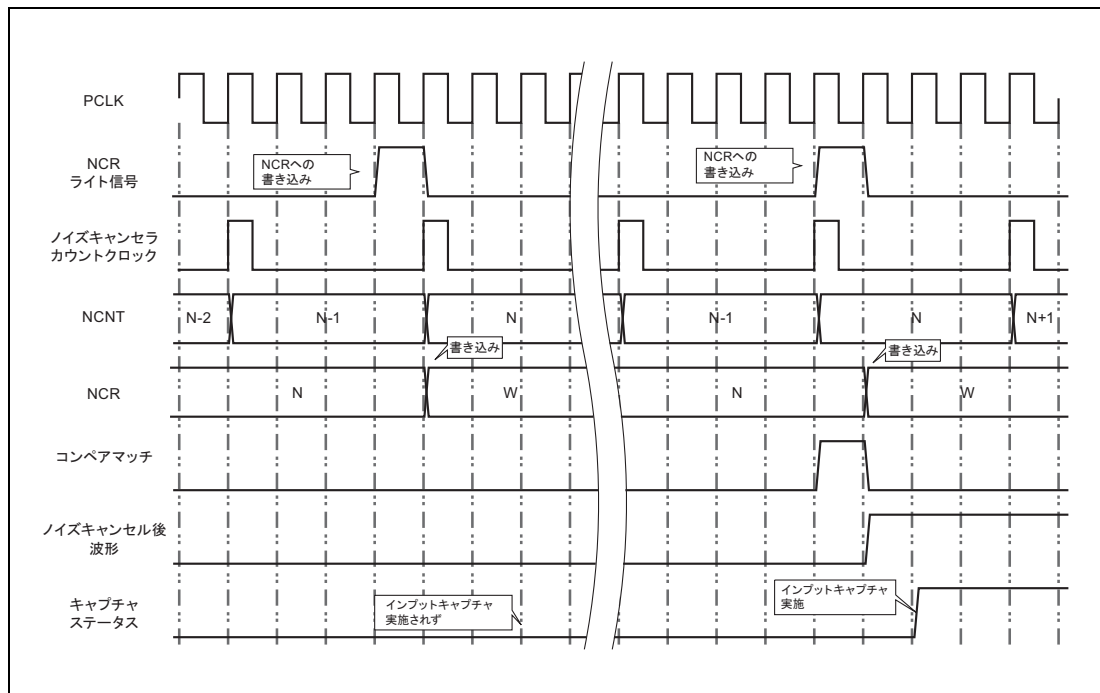 PCLK
NCR
ライト信号
NCRへの
書き込み
NCRへの
書き込み
ノイズキャンセラ
カウントクロック
NCNT
N-2
N-1
N
N-1
N
N+1
書き込み
書き込み
NCR
N
W
N
W
コンペアマッチ
ノイズキャンセル後
波形
キャプチャ
ステータス
インプットキャプチャ
実施されず
インプットキャプチャ
実施